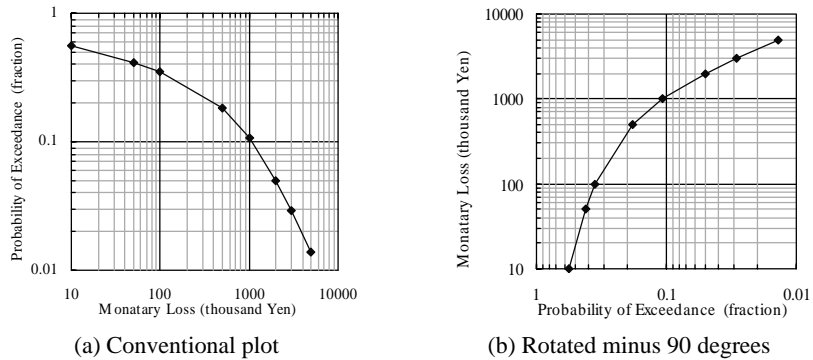 1
0.1
0.01
10 100 1000 10000
Probability of Exceedance (fraction)
Monatary Loss (thousand Yen)
(a) Conventional plot
10000
1000
100
10
1 0.1 0.01
Monatary Loss (thousand Yen)
Probability of Exceedance (fraction)
(b) Rotated minus 90 degrees